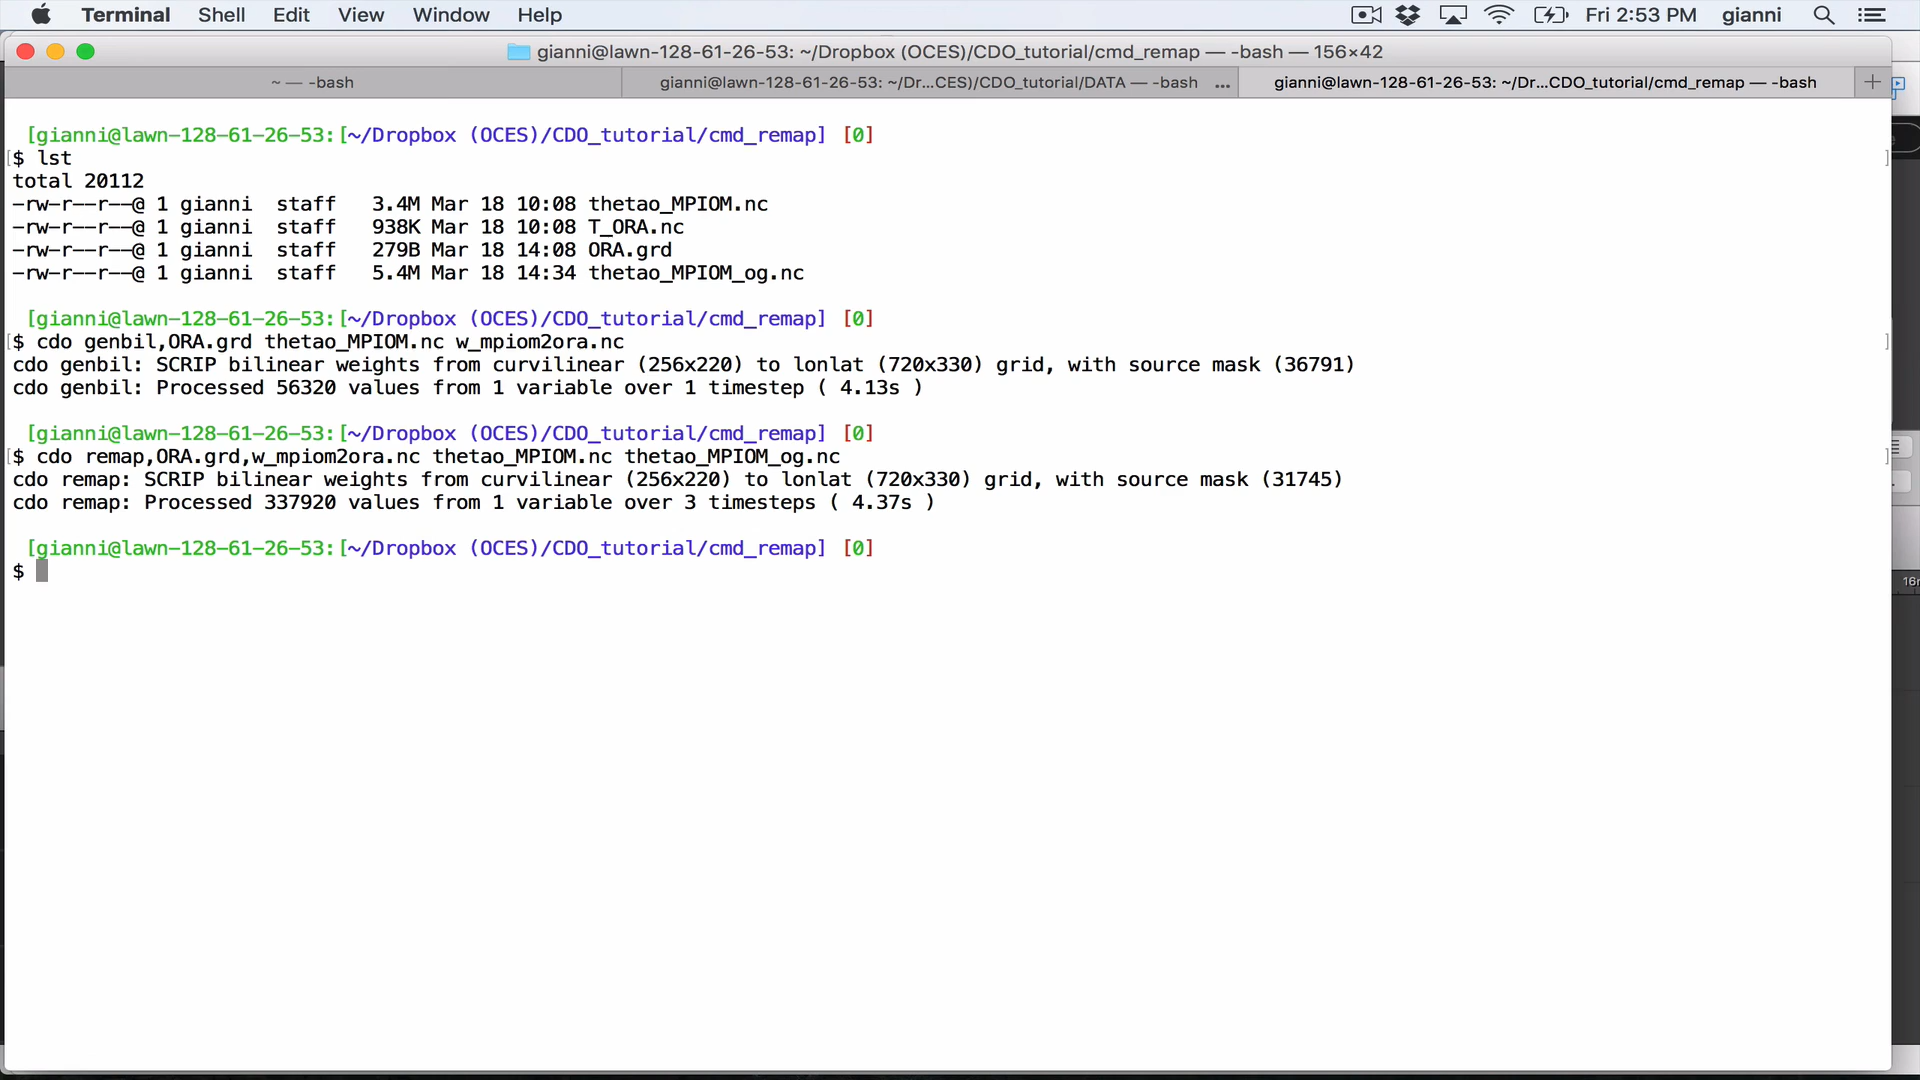 Terminal Shell Edit View Window Help Fri 2:53 PM gianni
gianni@lawn-128-61-26-53: ~/Dropbox (OCES)/CDO_tutorial/cmd_remap — -bash — 156×42
~ — -bash gianni@lawn-128-61-26-53: ~/Dr...CES)/CDO_tutorial/DATA — -bash ... gianni@lawn-128-61-26-53: ~/Dr...CDO_tutorial/cmd_remap — -bash +
[gianni@lawn-128-61-26-53:[~/Dropbox (OCES)/CDO_tutorial/cmd_remap] [0]
[$ lst ]
total 20112
-rw-r--r--@ 1 gianni  staff   3.4M Mar 18 10:08 thetao_MPIOM.nc
-rw-r--r--@ 1 gianni  staff   938K Mar 18 10:08 T_ORA.nc
-rw-r--r--@ 1 gianni  staff   279B Mar 18 14:08 ORA.grd
-rw-r--r--@ 1 gianni  staff   5.4M Mar 18 14:34 thetao_MPIOM_og.nc
[gianni@lawn-128-61-26-53:[~/Dropbox (OCES)/CDO_tutorial/cmd_remap] [0]
[$ cdo genbil,ORA.grd thetao_MPIOM.nc w_mpiom2ora.nc ]
cdo genbil: SCRIP bilinear weights from curvilinear (256x220) to lonlat (720x330) grid, with source mask (36791)
cdo genbil: Processed 56320 values from 1 variable over 1 timestep ( 4.13s )
[gianni@lawn-128-61-26-53:[~/Dropbox (OCES)/CDO_tutorial/cmd_remap] [0]
[$ cdo remap,ORA.grd,w_mpiom2ora.nc thetao_MPIOM.nc thetao_MPIOM_og.nc ]
cdo remap: SCRIP bilinear weights from curvilinear (256x220) to lonlat (720x330) grid, with source mask (31745)
cdo remap: Processed 337920 values from 1 variable over 3 timesteps ( 4.37s )
[gianni@lawn-128-61-26-53:[~/Dropbox (OCES)/CDO_tutorial/cmd_remap] [0]
$